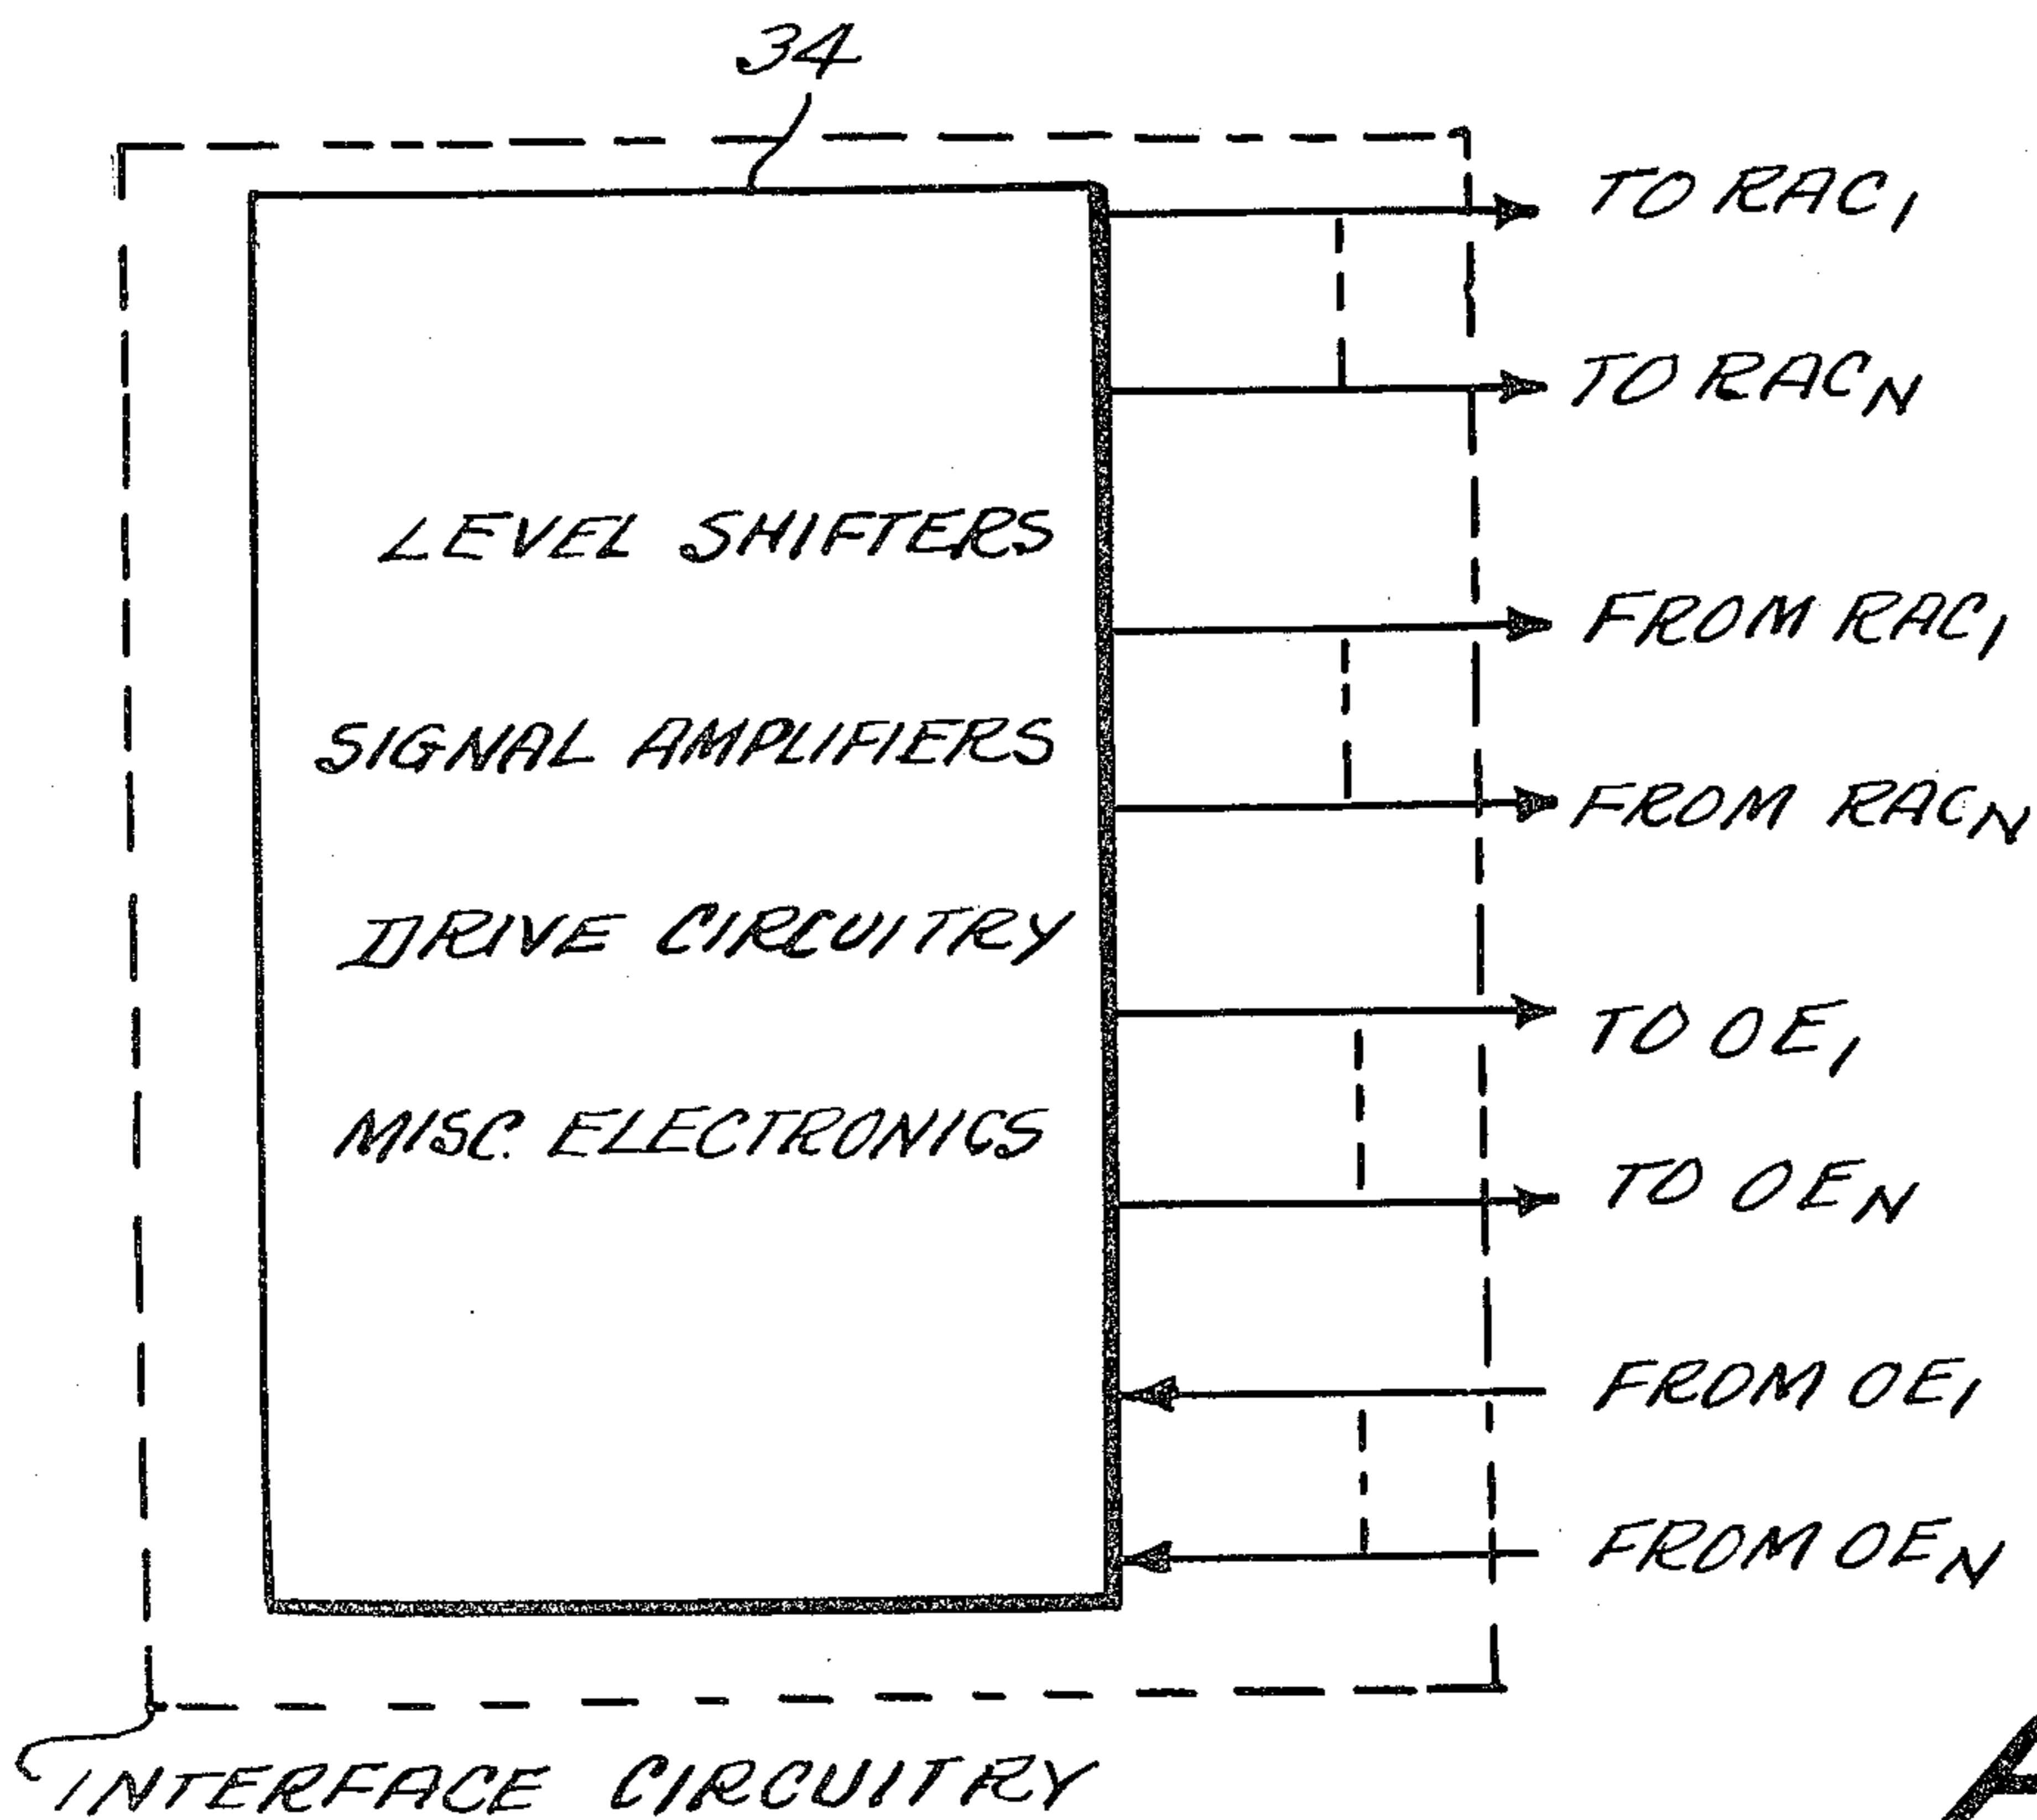 34
TO RAC₁
TO RACN
LEVEL SHIFTERS
FROM RAC₁
SIGNAL AMPLIFIERS
FROM RACN
DRIVE CIRCUITRY
TO OE₁
MISC. ELECTRONICS
TO OEN
FROM OE₁
FROM OEN
INTERFACE CIRCUITRY